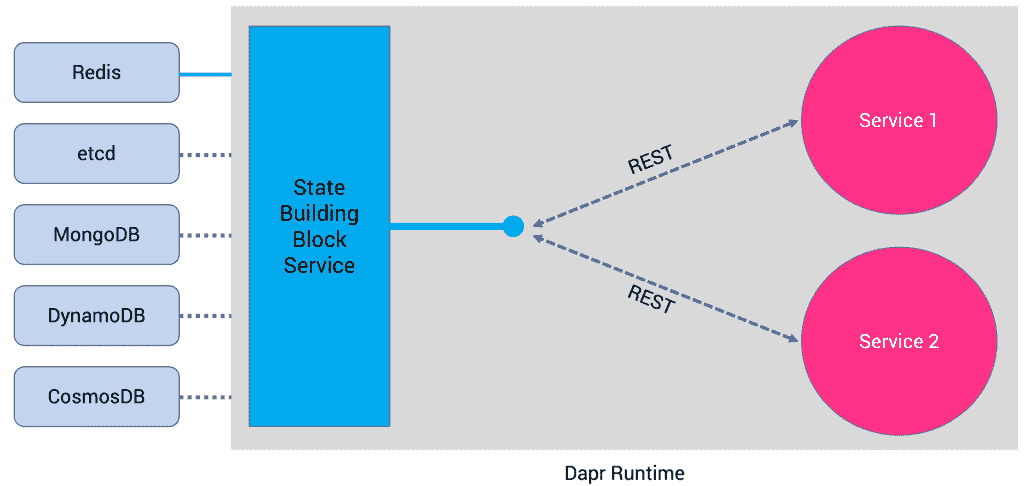 Redis
etcd
MongoDB
DynamoDB
CosmosDB
State
Building
Block
Service
REST
REST
Service 1
Service 2
Dapr Runtime